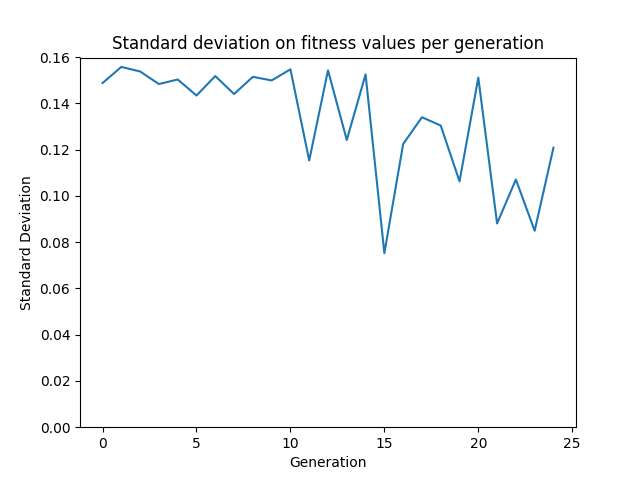 Standard deviation on fitness values per generation
0.16
0.14
0.12
0.10
0.08
0.06
0.04
0.02
0.00
Standard Deviation
0 5 10 15 20 25
Generation